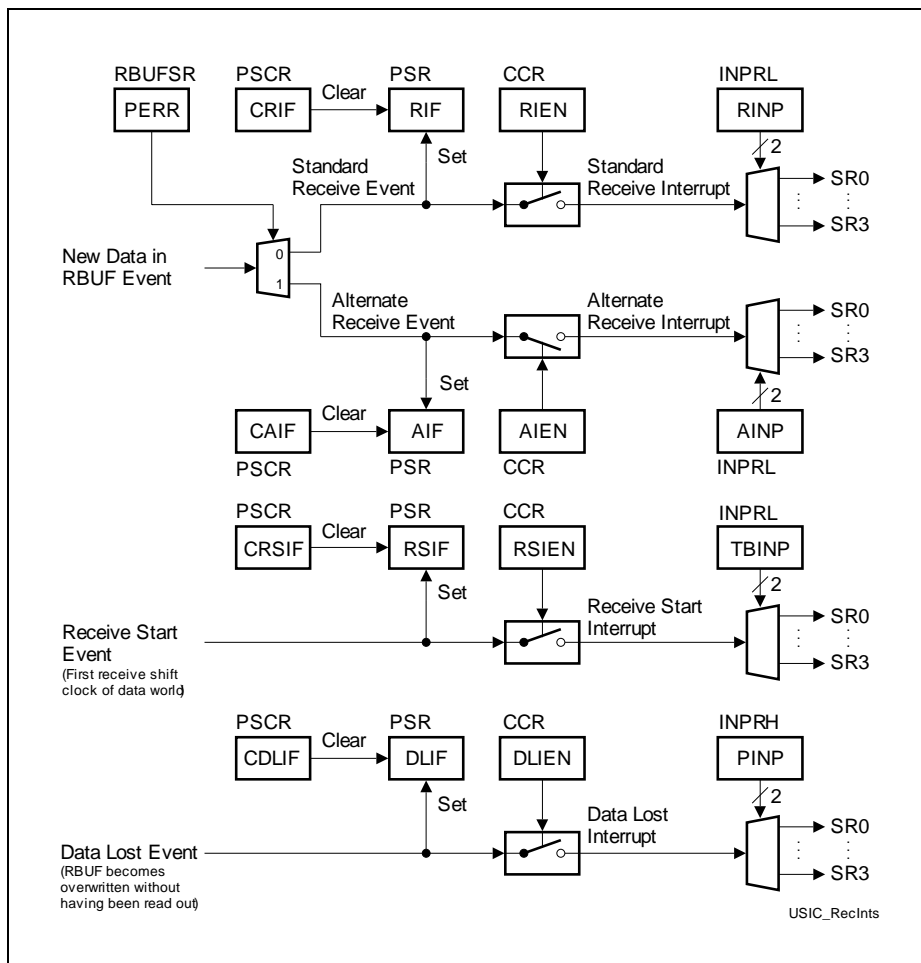 RBUFSR
PSCR
PSR
CCR
INPRL
PERR
CRIF
Clear
RIF
RIEN
RINP
Set
2
Standard
Receive Event
Standard
Receive Interrupt
SR0
SR3
New Data in
RBUF Event
0
1
Alternate
Receive Event
Alternate
Receive Interrupt
SR0
SR3
Set
2
CAIF
Clear
AIF
AIEN
AINP
PSCR
PSR
CCR
INPRL
PSCR
PSR
CCR
INPRL
CRSIF
Clear
RSIF
RSIEN
TBINP
Set
2
Receive Start
Interrupt
SR0
SR3
Receive Start
Event
(First receive shift
clock of data world)
PSCR
PSR
CCR
INPRH
CDLIF
Clear
DLIF
DLIEN
PINP
Set
2
Data Lost
Interrupt
SR0
SR3
Data Lost Event
(RBUF becomes
overwritten without
having been read out)
USIC_RecInts